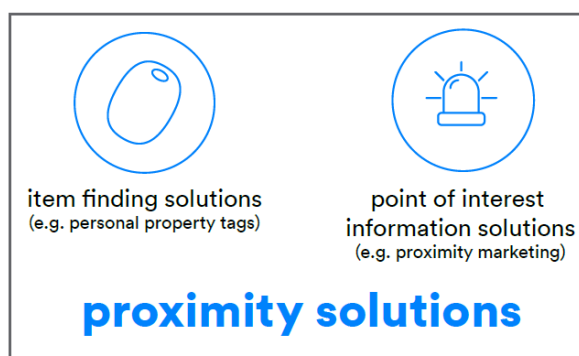 item finding solutions
(e.g. personal property tags)
point of interest
information solutions
(e.g. proximity marketing)
proximity solutions